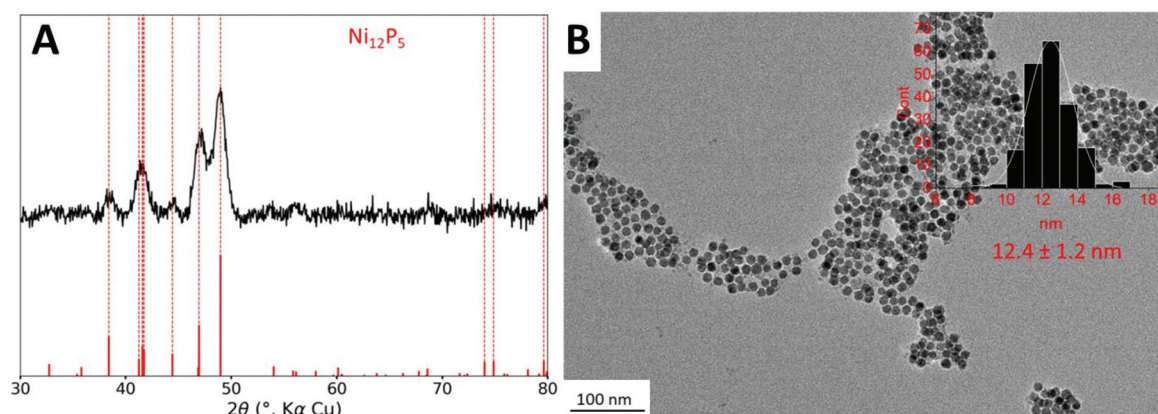 A
Ni₁₂P₅
30 40 50 60 70 80
2θ (°, Kα Cu)
B
70
60
50
40
30
20
10
0
Cont
6 8 10 12 14 16 18
nm
12.4 ± 1.2 nm
100 nm